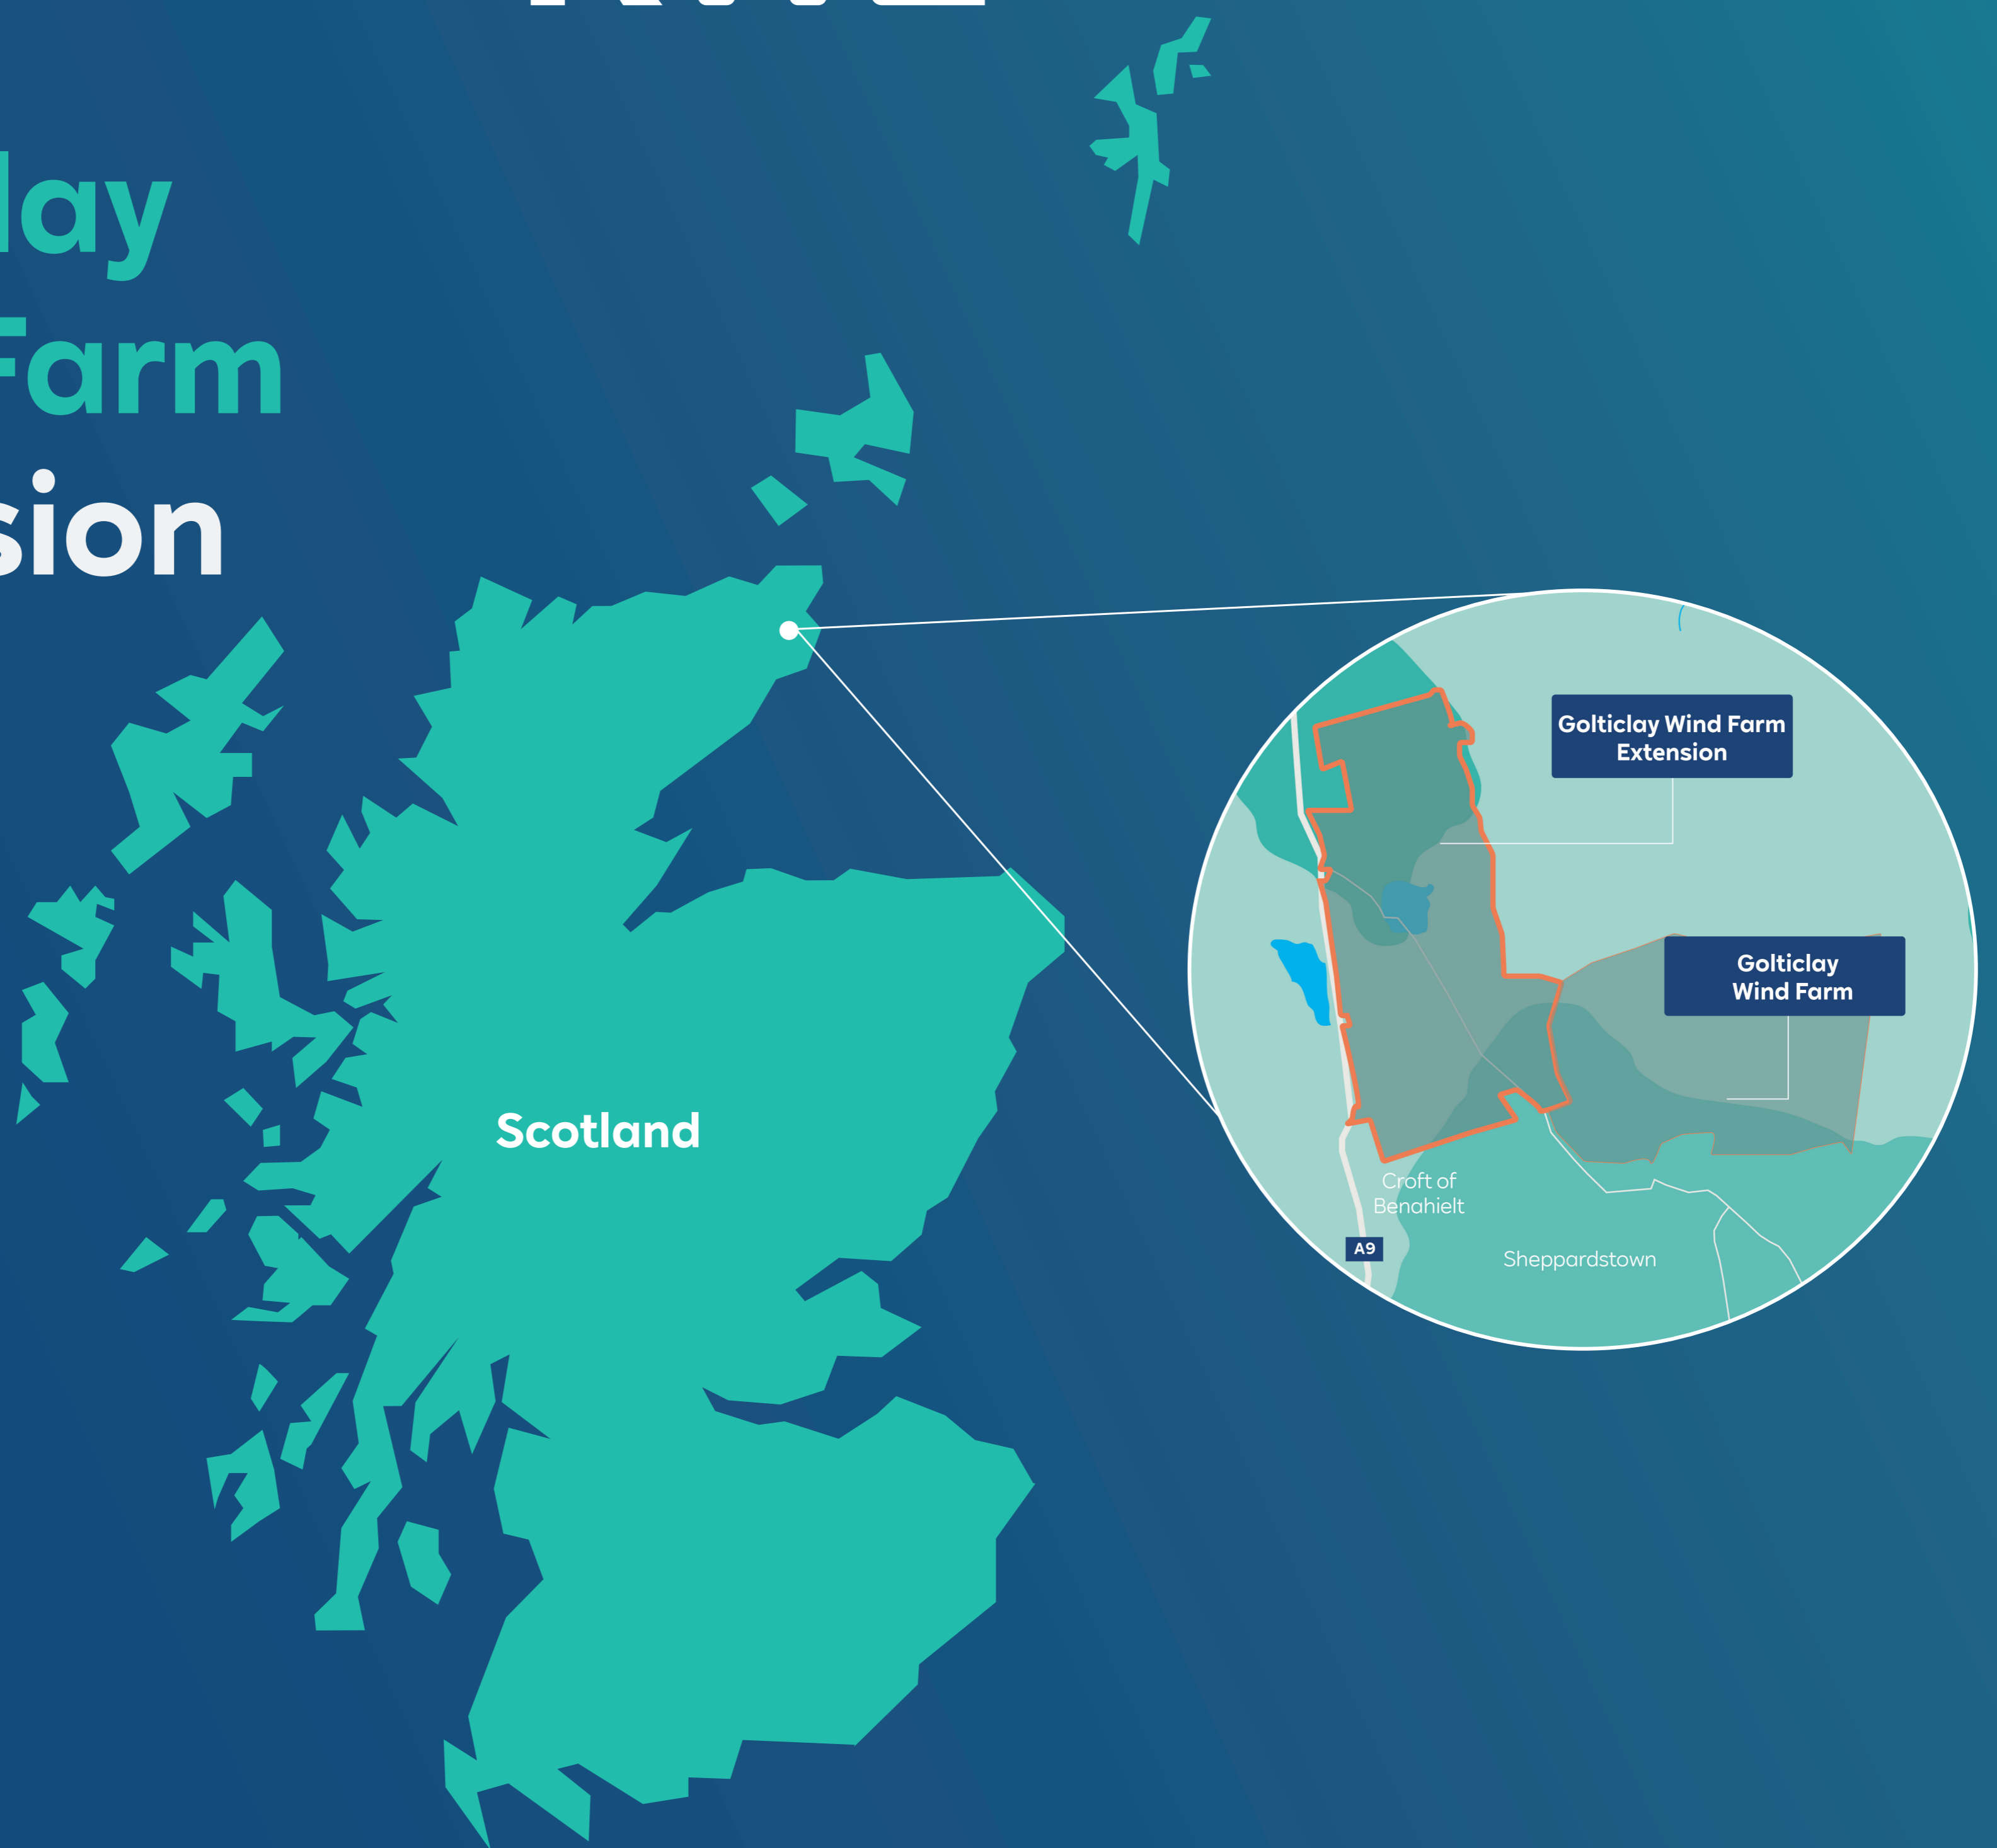 lay
Farm
sion
Golticlay Wind Farm
Extension
Golticlay
Wind Farm
Scotland
Croft of
Benahielt
A9
Sheppardstown